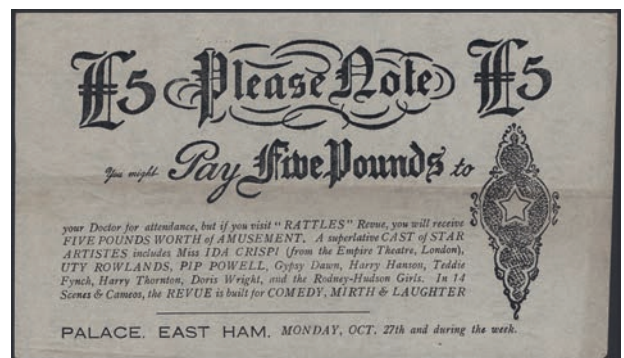 £5 Please Note £5
You might Pay Five Pounds to
your Doctor for attendance, but if you visit "RATTLES" Revue, you will receive
FIVE POUNDS WORTH of AMUSEMENT. A superlative CAST of STAR
ARTISTES includes Miss IDA CRISPI (from the Empire Theatre, London),
UTY ROWLANDS, PIP POWELL, Gypsy Dawn, Harry Hanson, Teddie
Fynch, Harry Thornton, Doris Wright, and the Rodney-Hudson Girls. In 14
Scenes & Cameos, the REVUE is built for COMEDY, MIRTH & LAUGHTER
PALACE, EAST HAM, MONDAY, OCT. 27th and during the week.